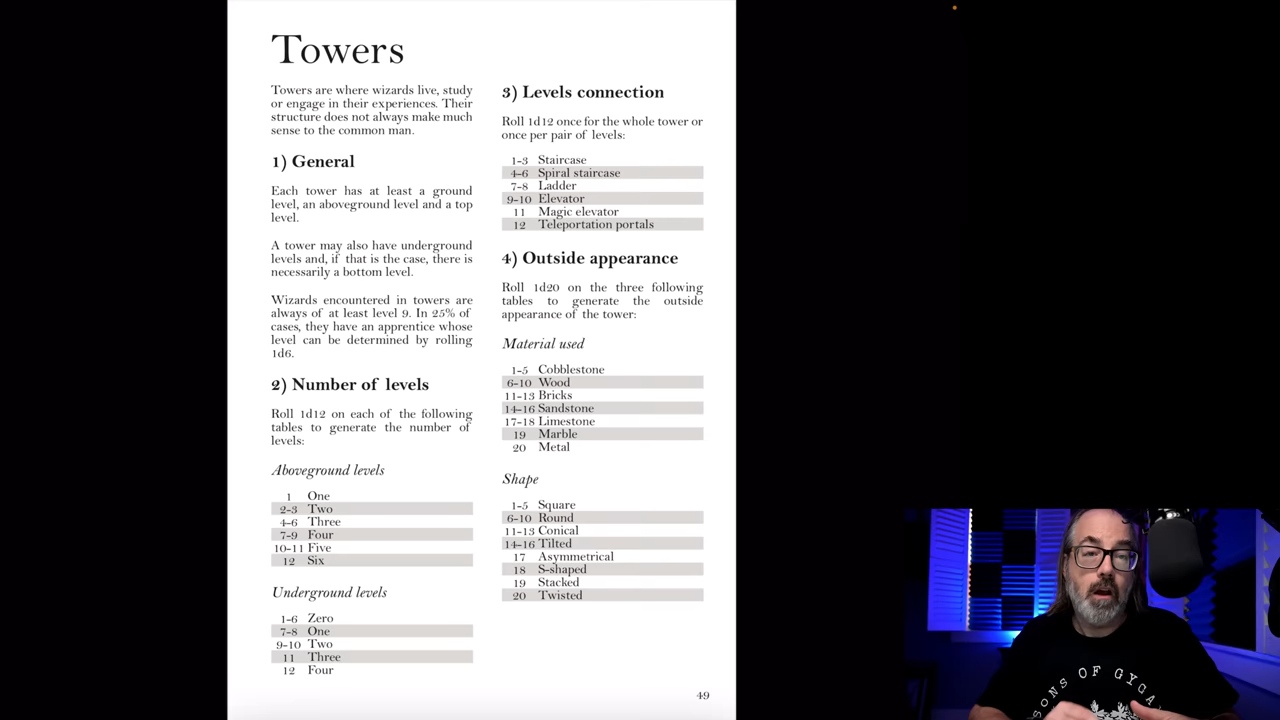 Towers
Towers are where wizards live, study
or engage in their experiences. Their
structure does not always make much
sense to the common man.
1) General
Each tower has at least a ground
level, an aboveground level and a top
level.
A tower may also have underground
levels and, if that is the case, there is
necessarily a bottom level.
Wizards encountered in towers are
always of at least level 9. In 25% of
cases, they have an apprentice whose
level can be determined by rolling
1d6.
2) Number of levels
Roll 1d12 on each of the following
tables to generate the number of
levels:
Aboveground levels
1 One
2-3 Two
4-6 Three
7-9 Four
10-11 Five
12 Six
Underground levels
1-6 Zero
7-8 One
9-10 Two
11 Three
12 Four
3) Levels connection
Roll 1d12 once for the whole tower or
once per pair of levels:
1-3 Staircase
4-6 Spiral staircase
7-8 Ladder
9-10 Elevator
11 Magic elevator
12 Teleportation portals
4) Outside appearance
Roll 1d20 on the three following
tables to generate the outside
appearance of the tower:
Material used
1-5 Cobblestone
6-10 Wood
11-13 Bricks
14-16 Sandstone
17-18 Limestone
19 Marble
20 Metal
Shape
1-5 Square
6-10 Round
11-13 Conical
14-16 Tilted
17 Asymmetrical
18 S-shaped
19 Stacked
20 Twisted
49
SONS OF GYGA